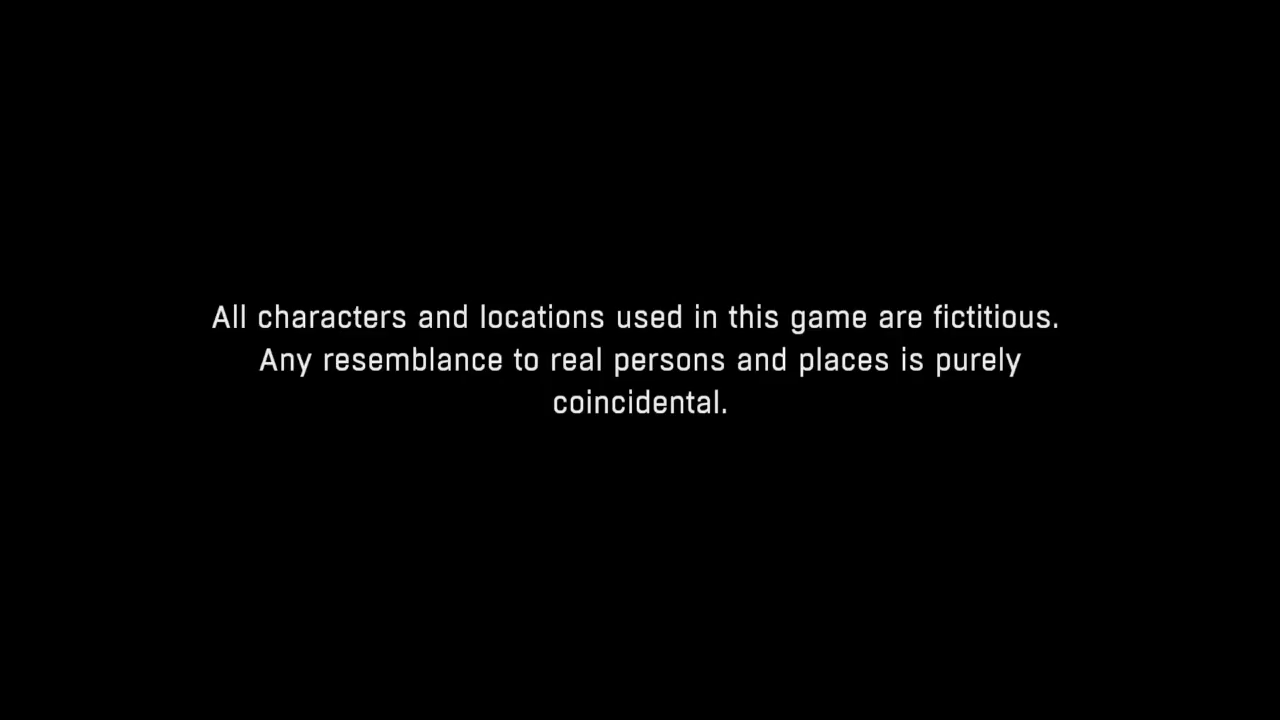 All characters and locations used in this game are fictitious.
Any resemblance to real persons and places is purely
coincidental.